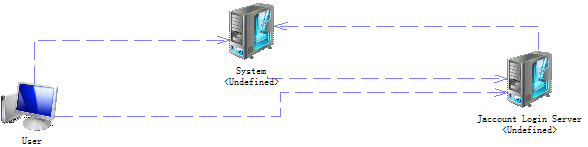 System
<Undefined>
Jaccount Login Server
<Undefined>
User